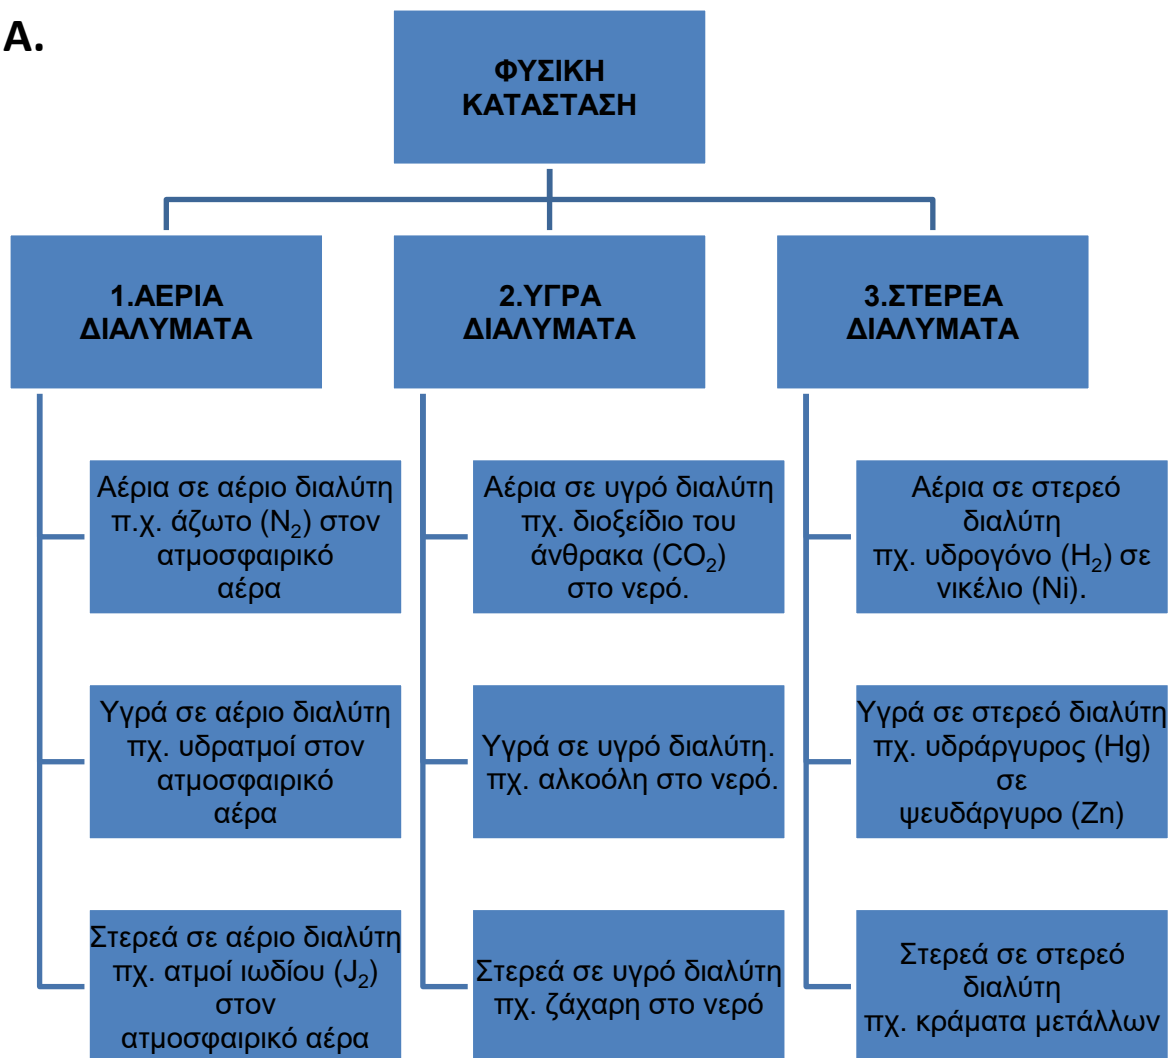 A.
ΦΥΣΙΚΗ
ΚΑΤΑΣΤΑΣΗ
1.ΑΕΡΙΑ
ΔΙΑΛΥΜΑΤΑ
Αέρια σε αέριο διαλύτη
π.χ. άζωτο (N₂) στον
ατμοσφαιρικό
αέρα
Υγρά σε αέριο διαλύτη
πχ. υδρατμοί στον
ατμοσφαιρικό
αέρα
Στερεά σε αέριο διαλύτη
πχ. ατμοί ιωδίου (J₂)
στον
ατμοσφαιρικό αέρα
2.ΥΓΡΑ
ΔΙΑΛΥΜΑΤΑ
Αέρια σε υγρό διαλύτη
πχ. διοξείδιο του
άνθρακα (CO₂)
στο νερό.
Υγρά σε υγρό διαλύτη.
πχ. αλκοόλη στο νερό.
Στερεά σε υγρό διαλύτη
πχ. ζάχαρη στο νερό
3.ΣΤΕΡΕΑ
ΔΙΑΛΥΜΑΤΑ
Αέρια σε στερεό
διαλύτη
πχ. υδρογόνο (H₂) σε
νικέλιο (Ni).
Υγρά σε στερεό διαλύτη
πχ. υδράργυρος (Hg)
σε
ψευδάργυρο (Zn)
Στερεά σε στερεό
διαλύτη
πχ. κράματα μετάλλων